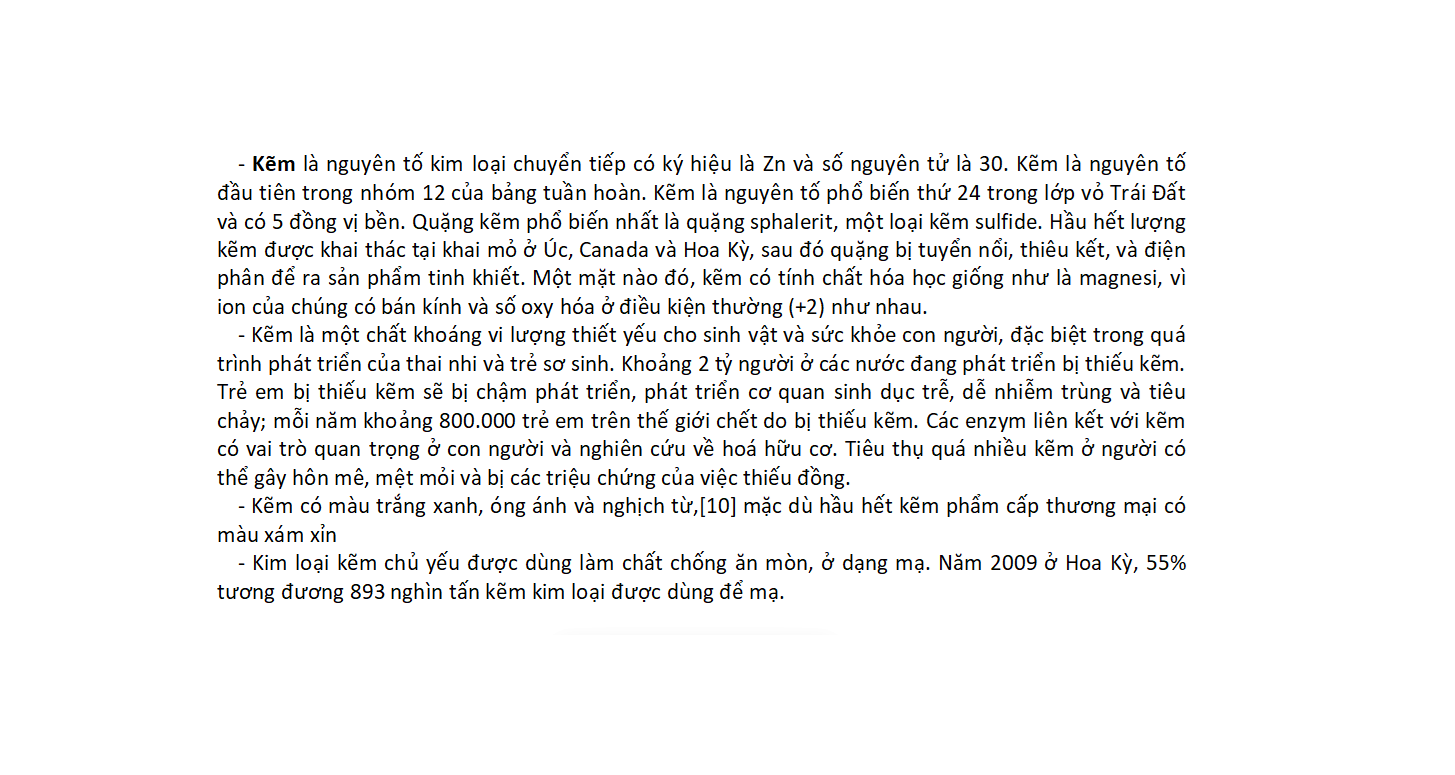 - Kẽm là nguyên tố kim loại chuyển tiếp có ký hiệu là Zn và số nguyên tử là 30. Kẽm là nguyên tố
đầu tiên trong nhóm 12 của bảng tuần hoàn. Kẽm là nguyên tố phổ biến thứ 24 trong lớp vỏ Trái Đất
và có 5 đồng vị bền. Quặng kẽm phổ biến nhất là quặng sphalerit, một loại kẽm sulfide. Hầu hết lượng
kẽm được khai thác tại khai mỏ ở Úc, Canada và Hoa Kỳ, sau đó quặng bị tuyển nổi, thiêu kết, và điện
phân để ra sản phẩm tinh khiết. Một mặt nào đó, kẽm có tính chất hóa học giống như là magnesi, vì
ion của chúng có bán kính và số oxy hóa ở điều kiện thường (+2) như nhau.
- Kẽm là một chất khoáng vi lượng thiết yếu cho sinh vật và sức khỏe con người, đặc biệt trong quá
trình phát triển của thai nhi và trẻ sơ sinh. Khoảng 2 tỷ người ở các nước đang phát triển bị thiếu kẽm.
Trẻ em bị thiếu kẽm sẽ bị chậm phát triển, phát triển cơ quan sinh dục trễ, dễ nhiễm trùng và tiêu
chảy; mỗi năm khoảng 800.000 trẻ em trên thế giới chết do bị thiếu kẽm. Các enzym liên kết với kẽm
có vai trò quan trọng ở con người và nghiên cứu về hoá hữu cơ. Tiêu thụ quá nhiều kẽm ở người có
thể gây hôn mê, mệt mỏi và bị các triệu chứng của việc thiếu đồng.
- Kẽm có màu trắng xanh, óng ánh và nghịch từ,[10] mặc dù hầu hết kẽm phẩm cấp thương mại có
màu xám xỉn
- Kim loại kẽm chủ yếu được dùng làm chất chống ăn mòn, ở dạng mạ. Năm 2009 ở Hoa Kỳ, 55%
tương đương 893 nghìn tấn kẽm kim loại được dùng để mạ.